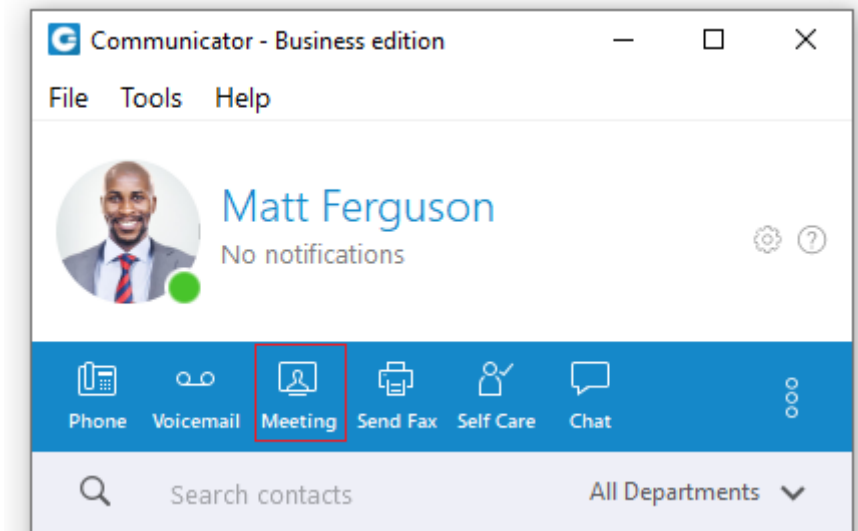 Communicator - Business edition
File Tools Help
Matt Ferguson
No notifications
Phone Voicemail Meeting Send Fax Self Care Chat
Search contacts All Departments